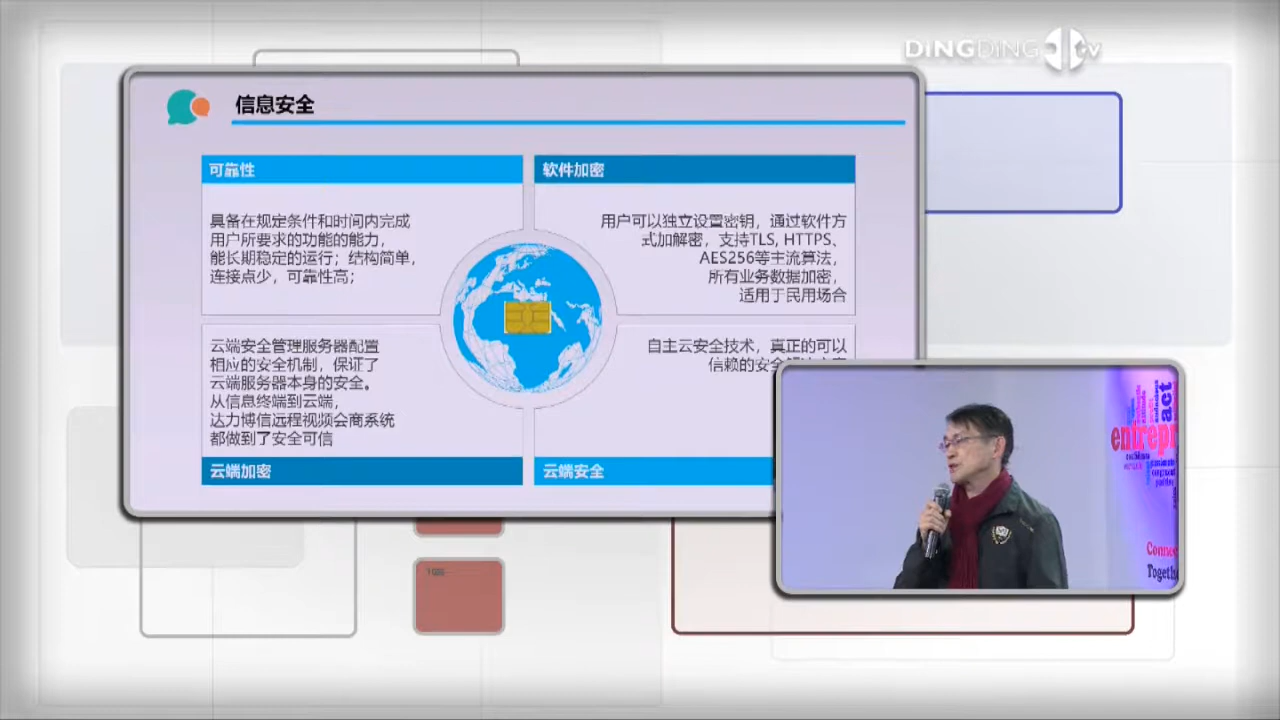 DiNGDiNG TV
信息安全
可靠性
具备在规定条件和时间内完成
用户所要求的功能的能力，
能长期稳定的运行；结构简单，
连接点少，可靠性高；
软件加密
用户可以独立设置密钥，通过软件方
式加解密，支持TLS, HTTPS、
AES256等主流算法，
所有业务数据加密，
适用于民用场合
云端安全管理服务器配置
相应的安全机制，保证了
云端服务器本身的安全。
从信息终端到云端，
达力博信远程视频会商系统
都做到了安全可信
云端加密
自主云安全技术，真正的可以
信赖的安全解决方案
云端安全
act
entrepr
Connec
Togethe